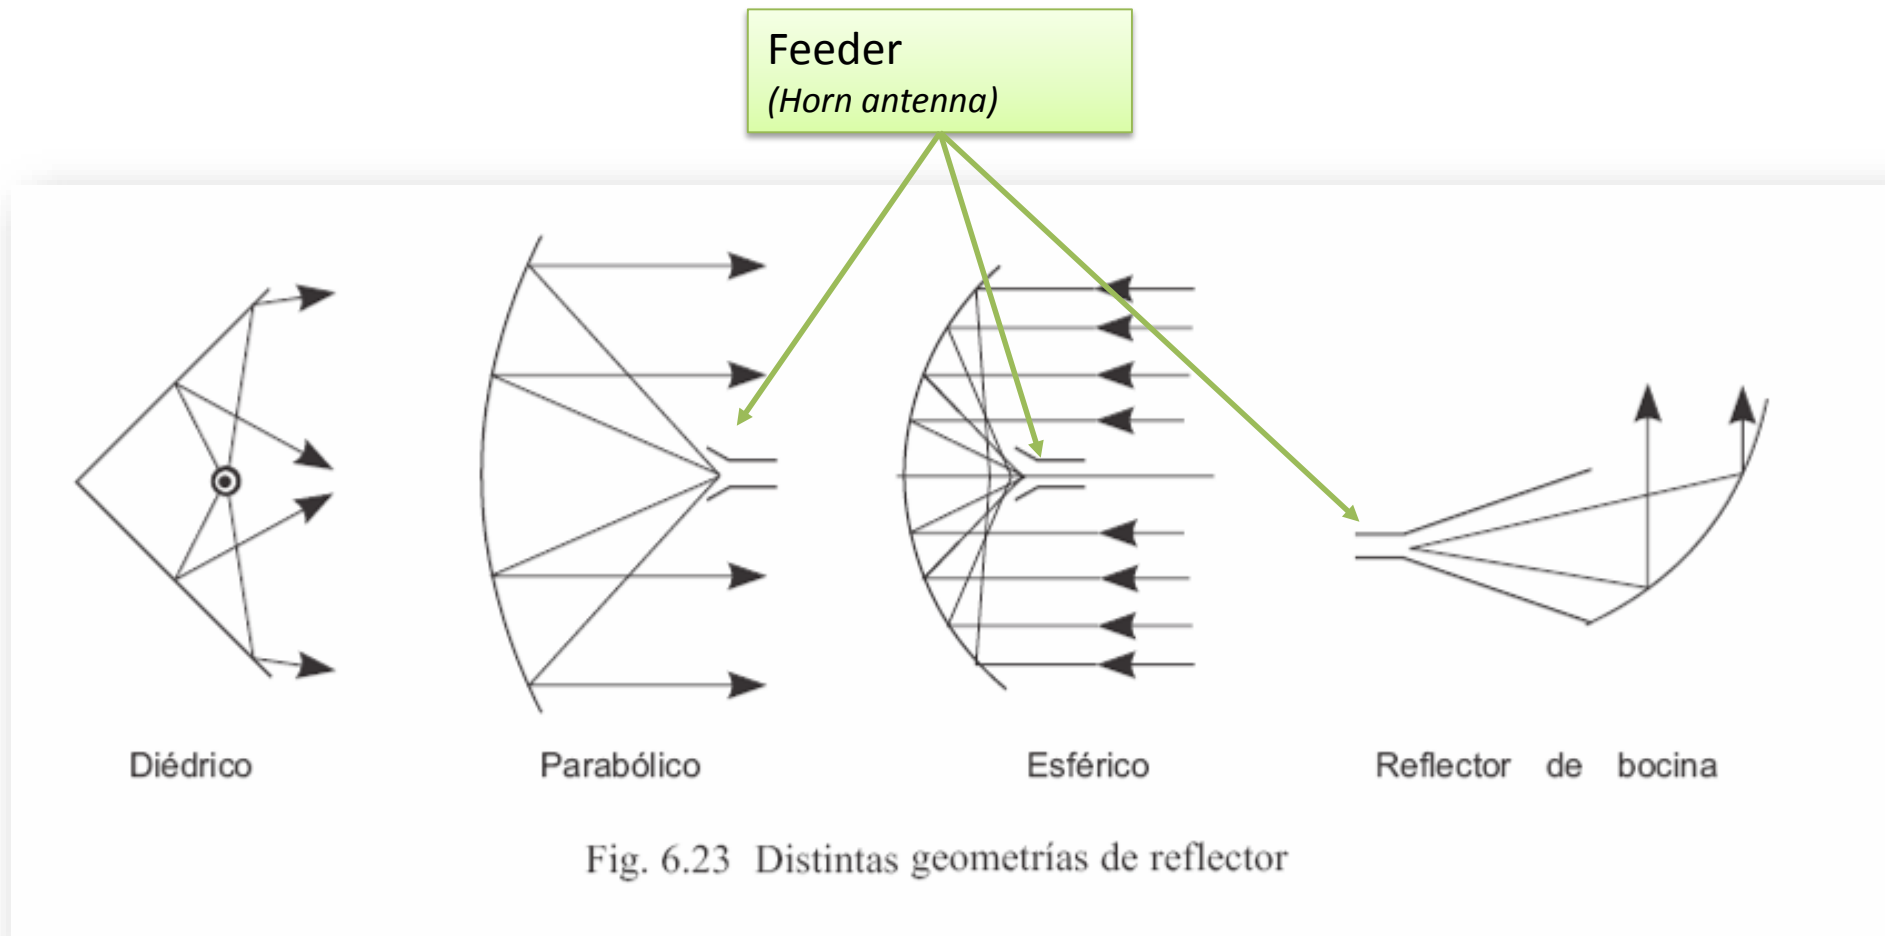 Feeder
(Horn antenna)
Diédrico
Parabólico
Esférico
Reflector de bocina
Fig. 6.23 Distintas geometrías de reflector